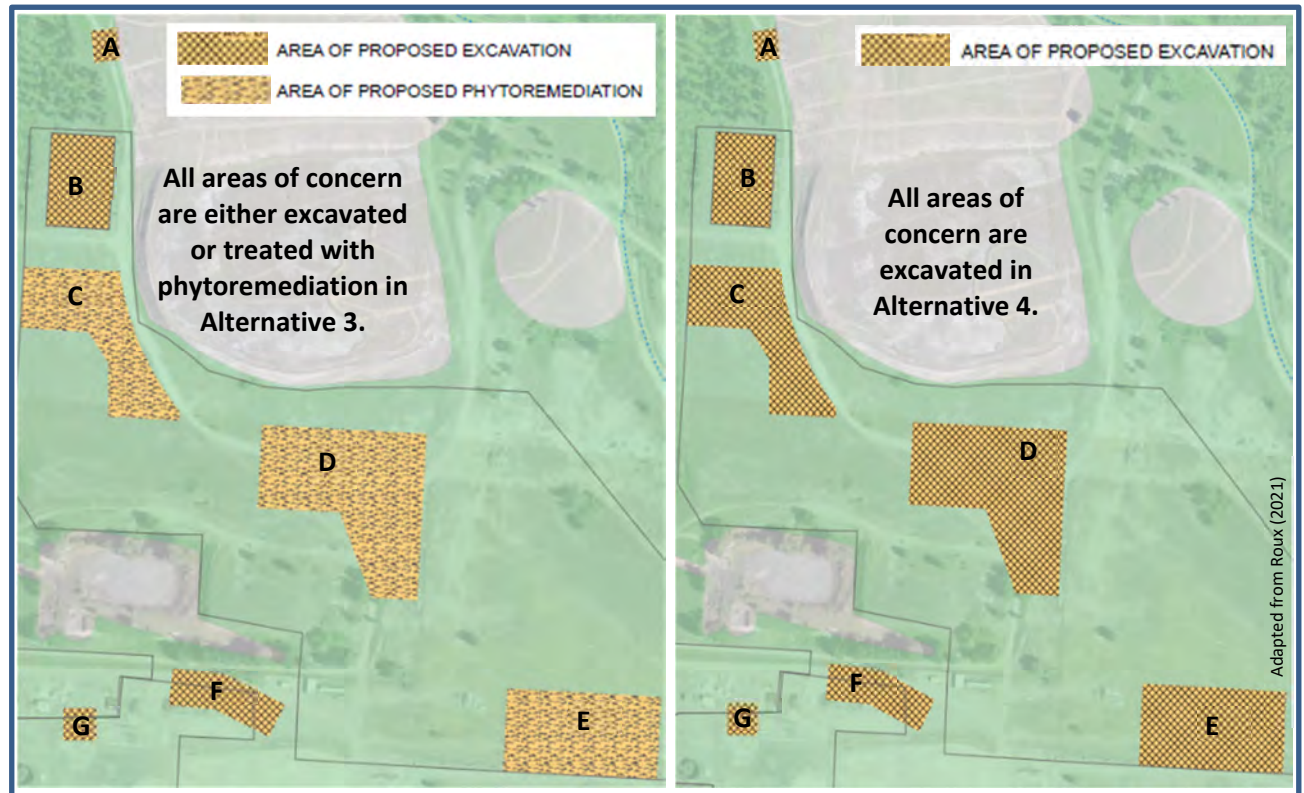 A
AREA OF PROPOSED EXCAVATION
AREA OF PROPOSED PHYTOREMEDIATION
B
All areas of concern
are either excavated
or treated with
phytoremediation in
Alternative 3.
C
D
F
G
E
A
AREA OF PROPOSED EXCAVATION
B
All areas of
concern are
excavated in
Alternative 4.
C
D
F
G
E
Adapted from Roux (2021)